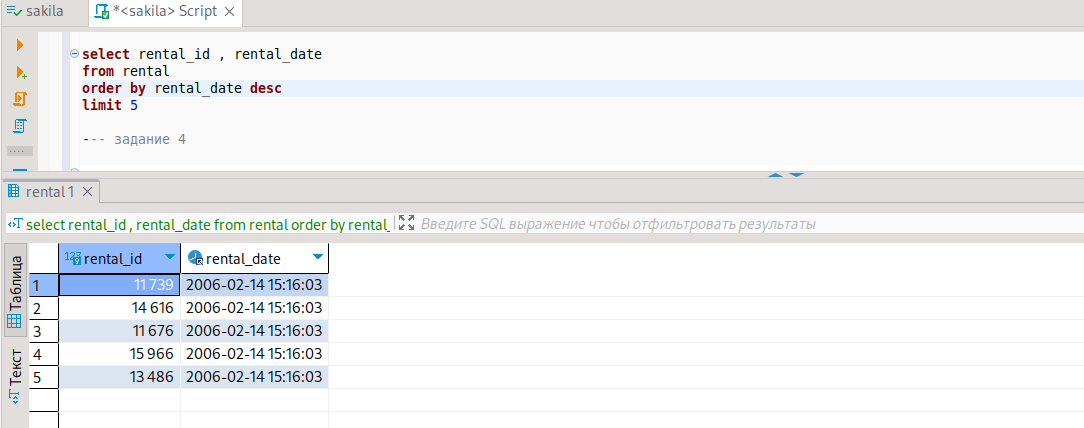 sakila *<sakila> Script
select rental_id , rental_date
from rental
order by rental_date desc
limit 5
--- задание 4
rental 1
select rental_id , rental_date from rental order by rental_ Введите SQL выражение чтобы отфильтровать результаты
Таблица
Текст
123 rental_id rental_date
1 11 739 2006-02-14 15:16:03
2 14 616 2006-02-14 15:16:03
3 11 676 2006-02-14 15:16:03
4 15 966 2006-02-14 15:16:03
5 13 486 2006-02-14 15:16:03